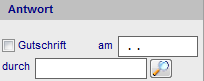 Antwort
Gutschrift am . .
durch